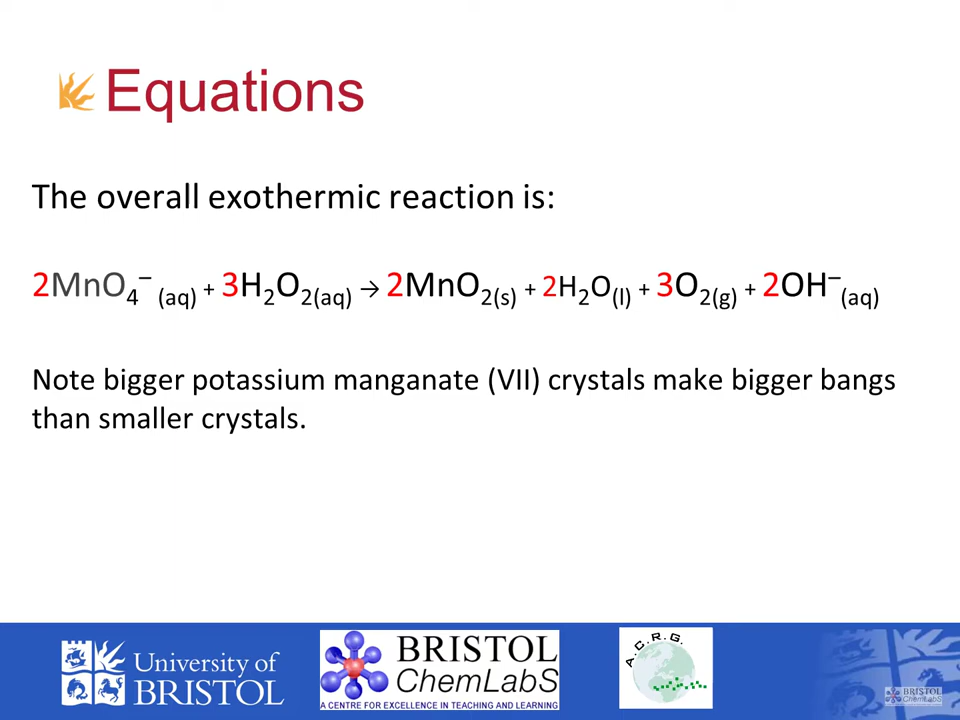 Equations
The overall exothermic reaction is:
2MnO₄⁻ (aq) + 3H₂O₂(aq) → 2MnO₂(s) + 2H₂O(l) + 3O₂(g) + 2OH⁻(aq)
Note bigger potassium manganate (VII) crystals make bigger bangs
than smaller crystals.
University of
BRISTOL
BRISTOL
ChemLabS
A CENTRE FOR EXCELLENCE IN TEACHING AND LEARNING
A.C.R.G.
BRISTOL
ChemLabS